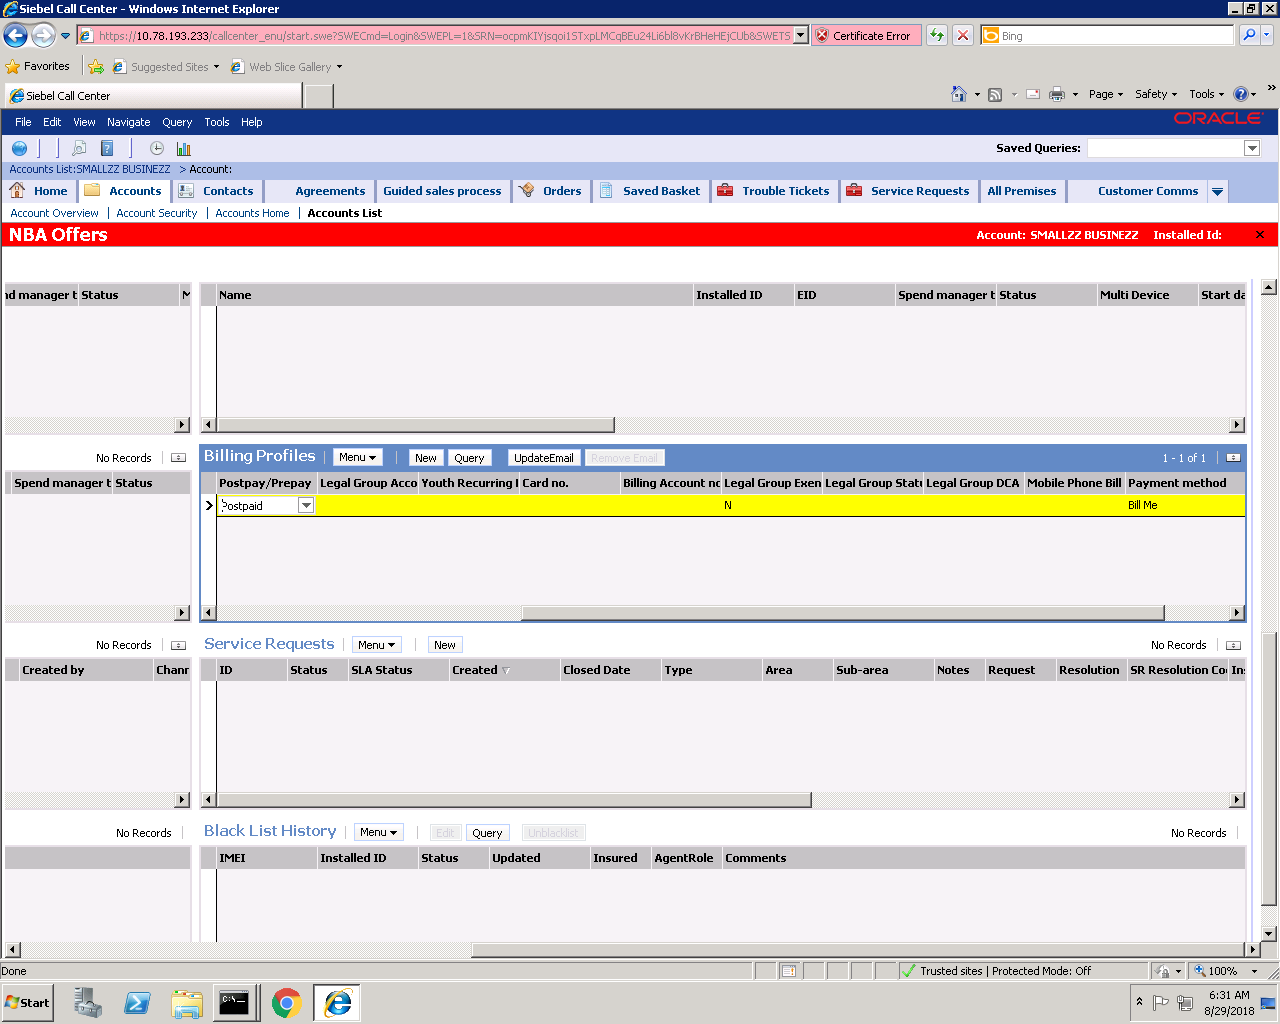 Siebel Call Center - Windows Internet Explorer
https://10.78.193.233/callcenter_enu/start.swe?SWECmd=Login&SWEPL=1&SRN=
Certificate Error
Bing
Favorites
Suggested Sites
Web Slice Gallery
Siebel Call Center
Page
Safety
Tools
File Edit View Navigate Query Tools Help
ORACLE
Saved Queries:
Accounts List:SMALLZZ BUSINEZZ > Account:
Home Accounts Contacts Agreements Guided sales process Orders Saved Basket Trouble Tickets Service Requests All Premises Customer Comms
Account Overview | Account Security | Accounts Home | Accounts List
NBA Offers
Account: SMALLZZ BUSINEZZ Installed Id:
nd manager t Status M
Name Installed ID EID Spend manager t Status Multi Device Start da
No Records
Billing Profiles Menu New Query UpdateEmail Remove Email 1 - 1 of 1
Spend manager t Status
Postpay/Prepay Legal Group Acco Youth Recurring Card no. Billing Account no Legal Group Exen Legal Group Statu Legal Group DCA Mobile Phone Bill Payment method
Postpaid N Bill Me
No Records
Service Requests Menu New No Records
Created by Chann
ID Status SLA Status Created Closed Date Type Area Sub-area Notes Request Resolution SR Resolution Co Ins
No Records
Black List History Menu Edit Query Unblacklist No Records
IMEI Installed ID Status Updated Insured AgentRole Comments
Done
Trusted sites | Protected Mode: Off
100%
Start
C:\
6:31 AM
8/29/2018